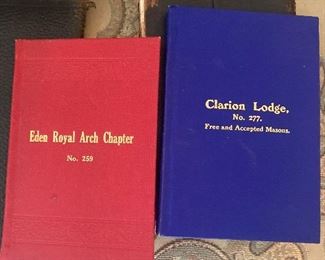 Eden Royal Arch Chapter
No. 259
Clarion Lodge,
No. 277.
Free and Accepted Masons.